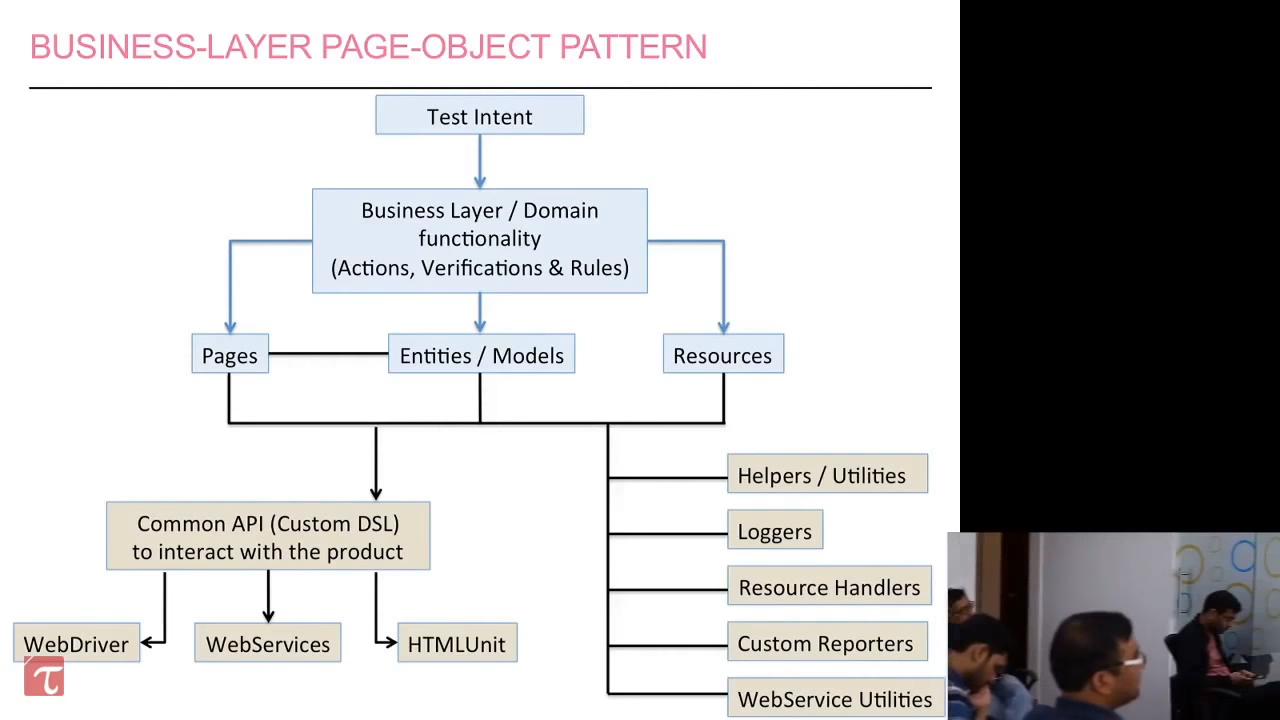 BUSINESS-LAYER PAGE-OBJECT PATTERN
Test Intent
Business Layer / Domain
functionality
(Actions, Verifications & Rules)
Pages
Entities / Models
Resources
Helpers / Utilities
Common API (Custom DSL)
to interact with the product
Loggers
Resource Handlers
WebDriver
WebServices
HTMLUnit
Custom Reporters
WebService Utilities
τ